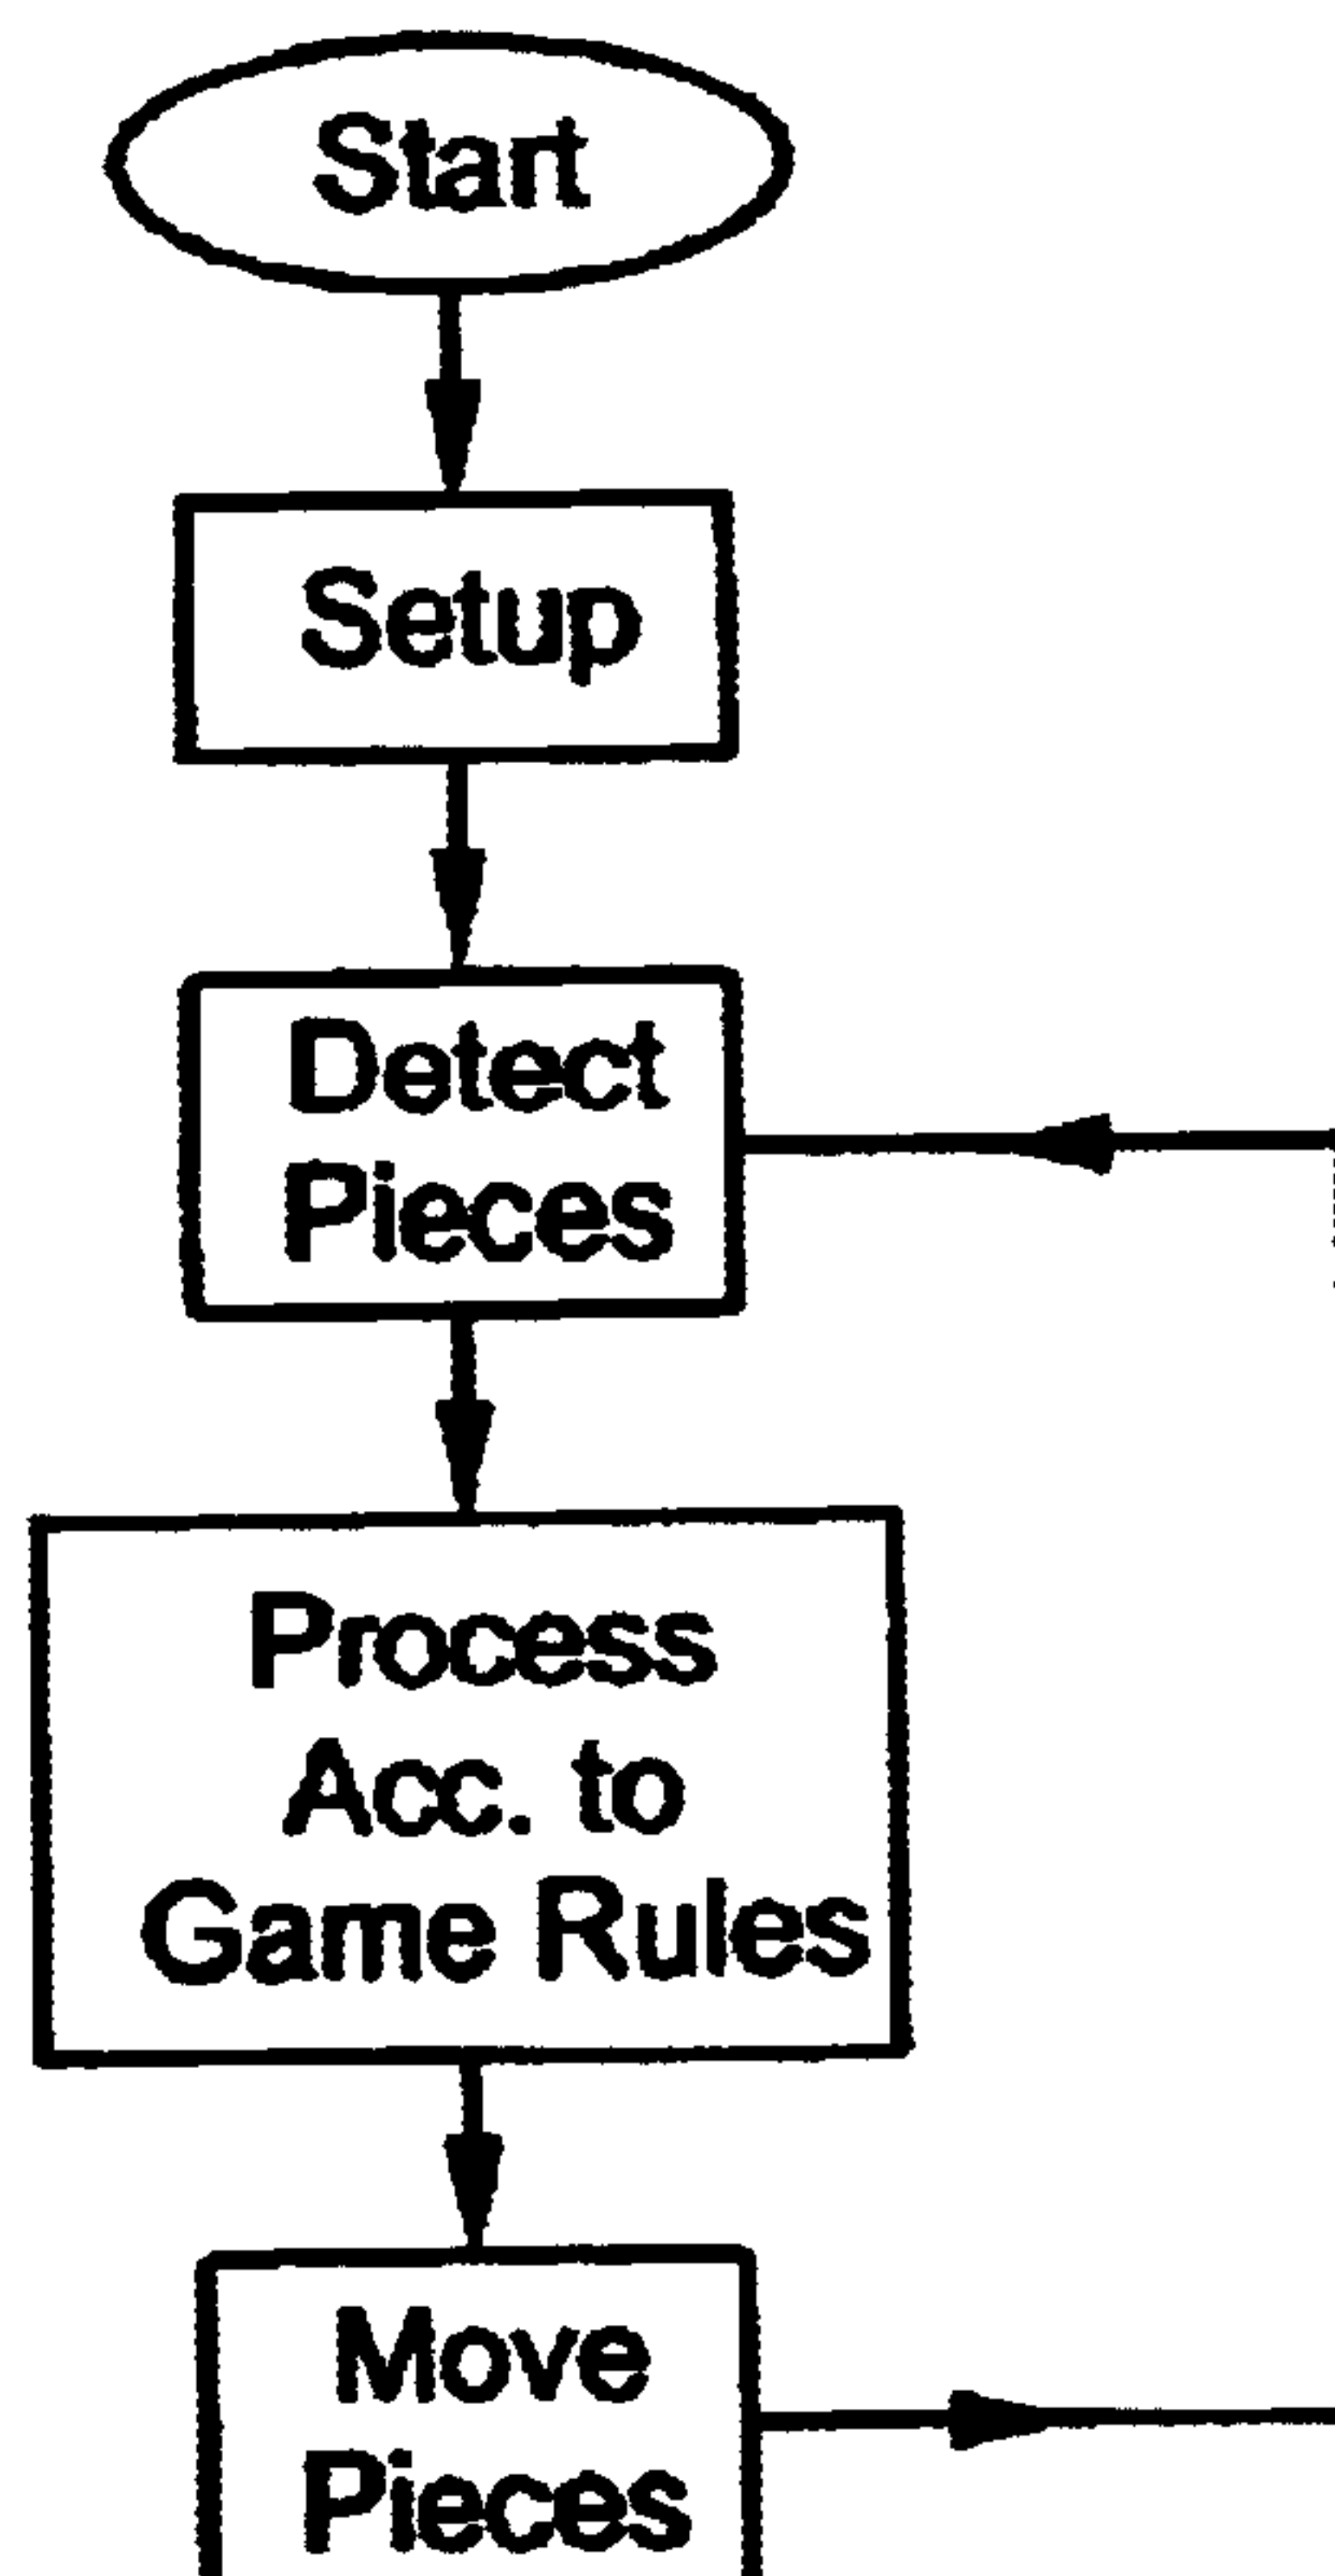 Start
Setup
Detect
Pieces
Process
Acc. to
Game Rules
Move
Pieces